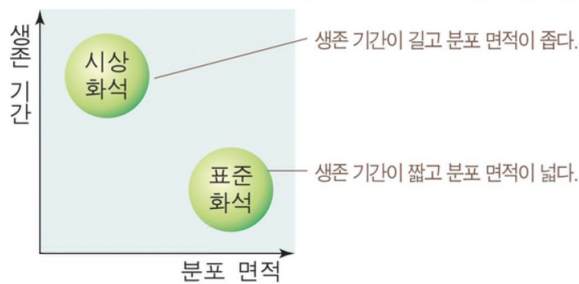 생존 기간
시상
화석
생존 기간이 길고 분포 면적이 좁다.
표준
화석
생존 기간이 짧고 분포 면적이 넓다.
분포 면적